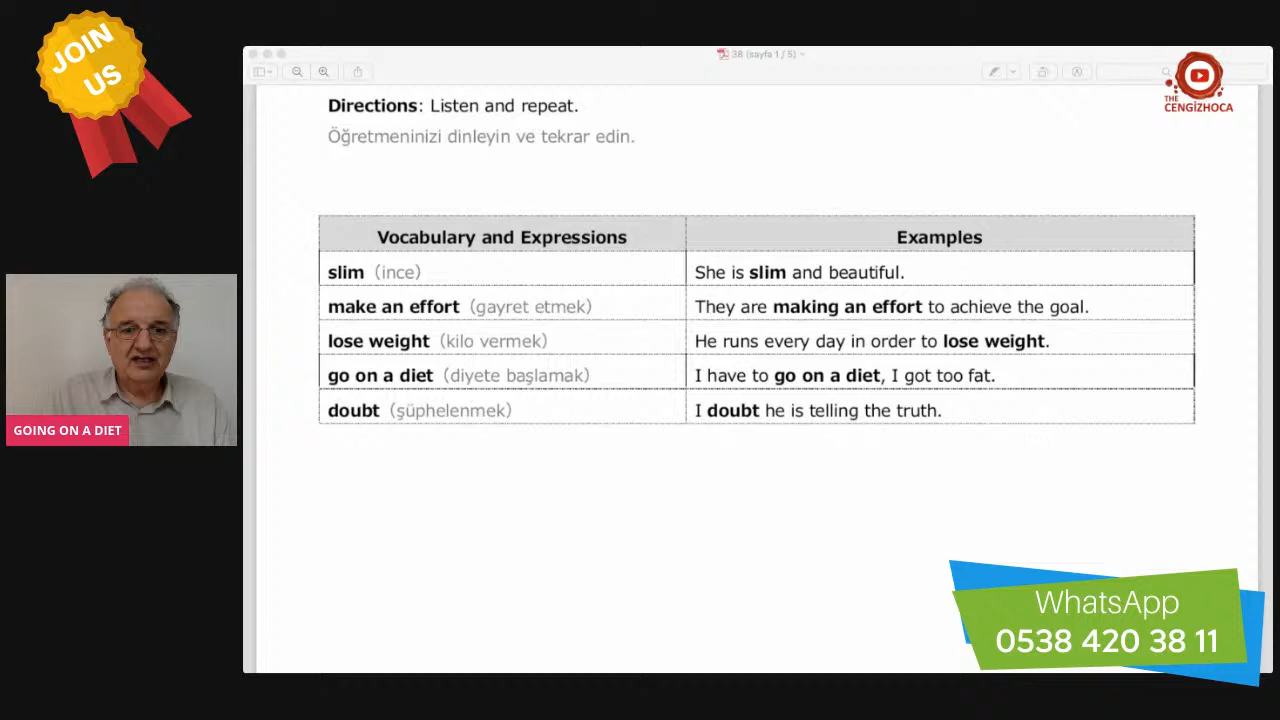 JOIN
US
38 (sayfa 1 / 5)
THE
CENGİZHOCA
Directions: Listen and repeat.
Öğretmeninizi dinleyin ve tekrar edin.
Vocabulary and Expressions Examples
slim (ince) She is slim and beautiful.
make an effort (gayret etmek) They are making an effort to achieve the goal.
lose weight (kilo vermek) He runs every day in order to lose weight.
go on a diet (diyete başlamak) I have to go on a diet, I got too fat.
doubt (şüphelenmek) I doubt he is telling the truth.
GOING ON A DIET
WhatsApp
0538 420 38 11